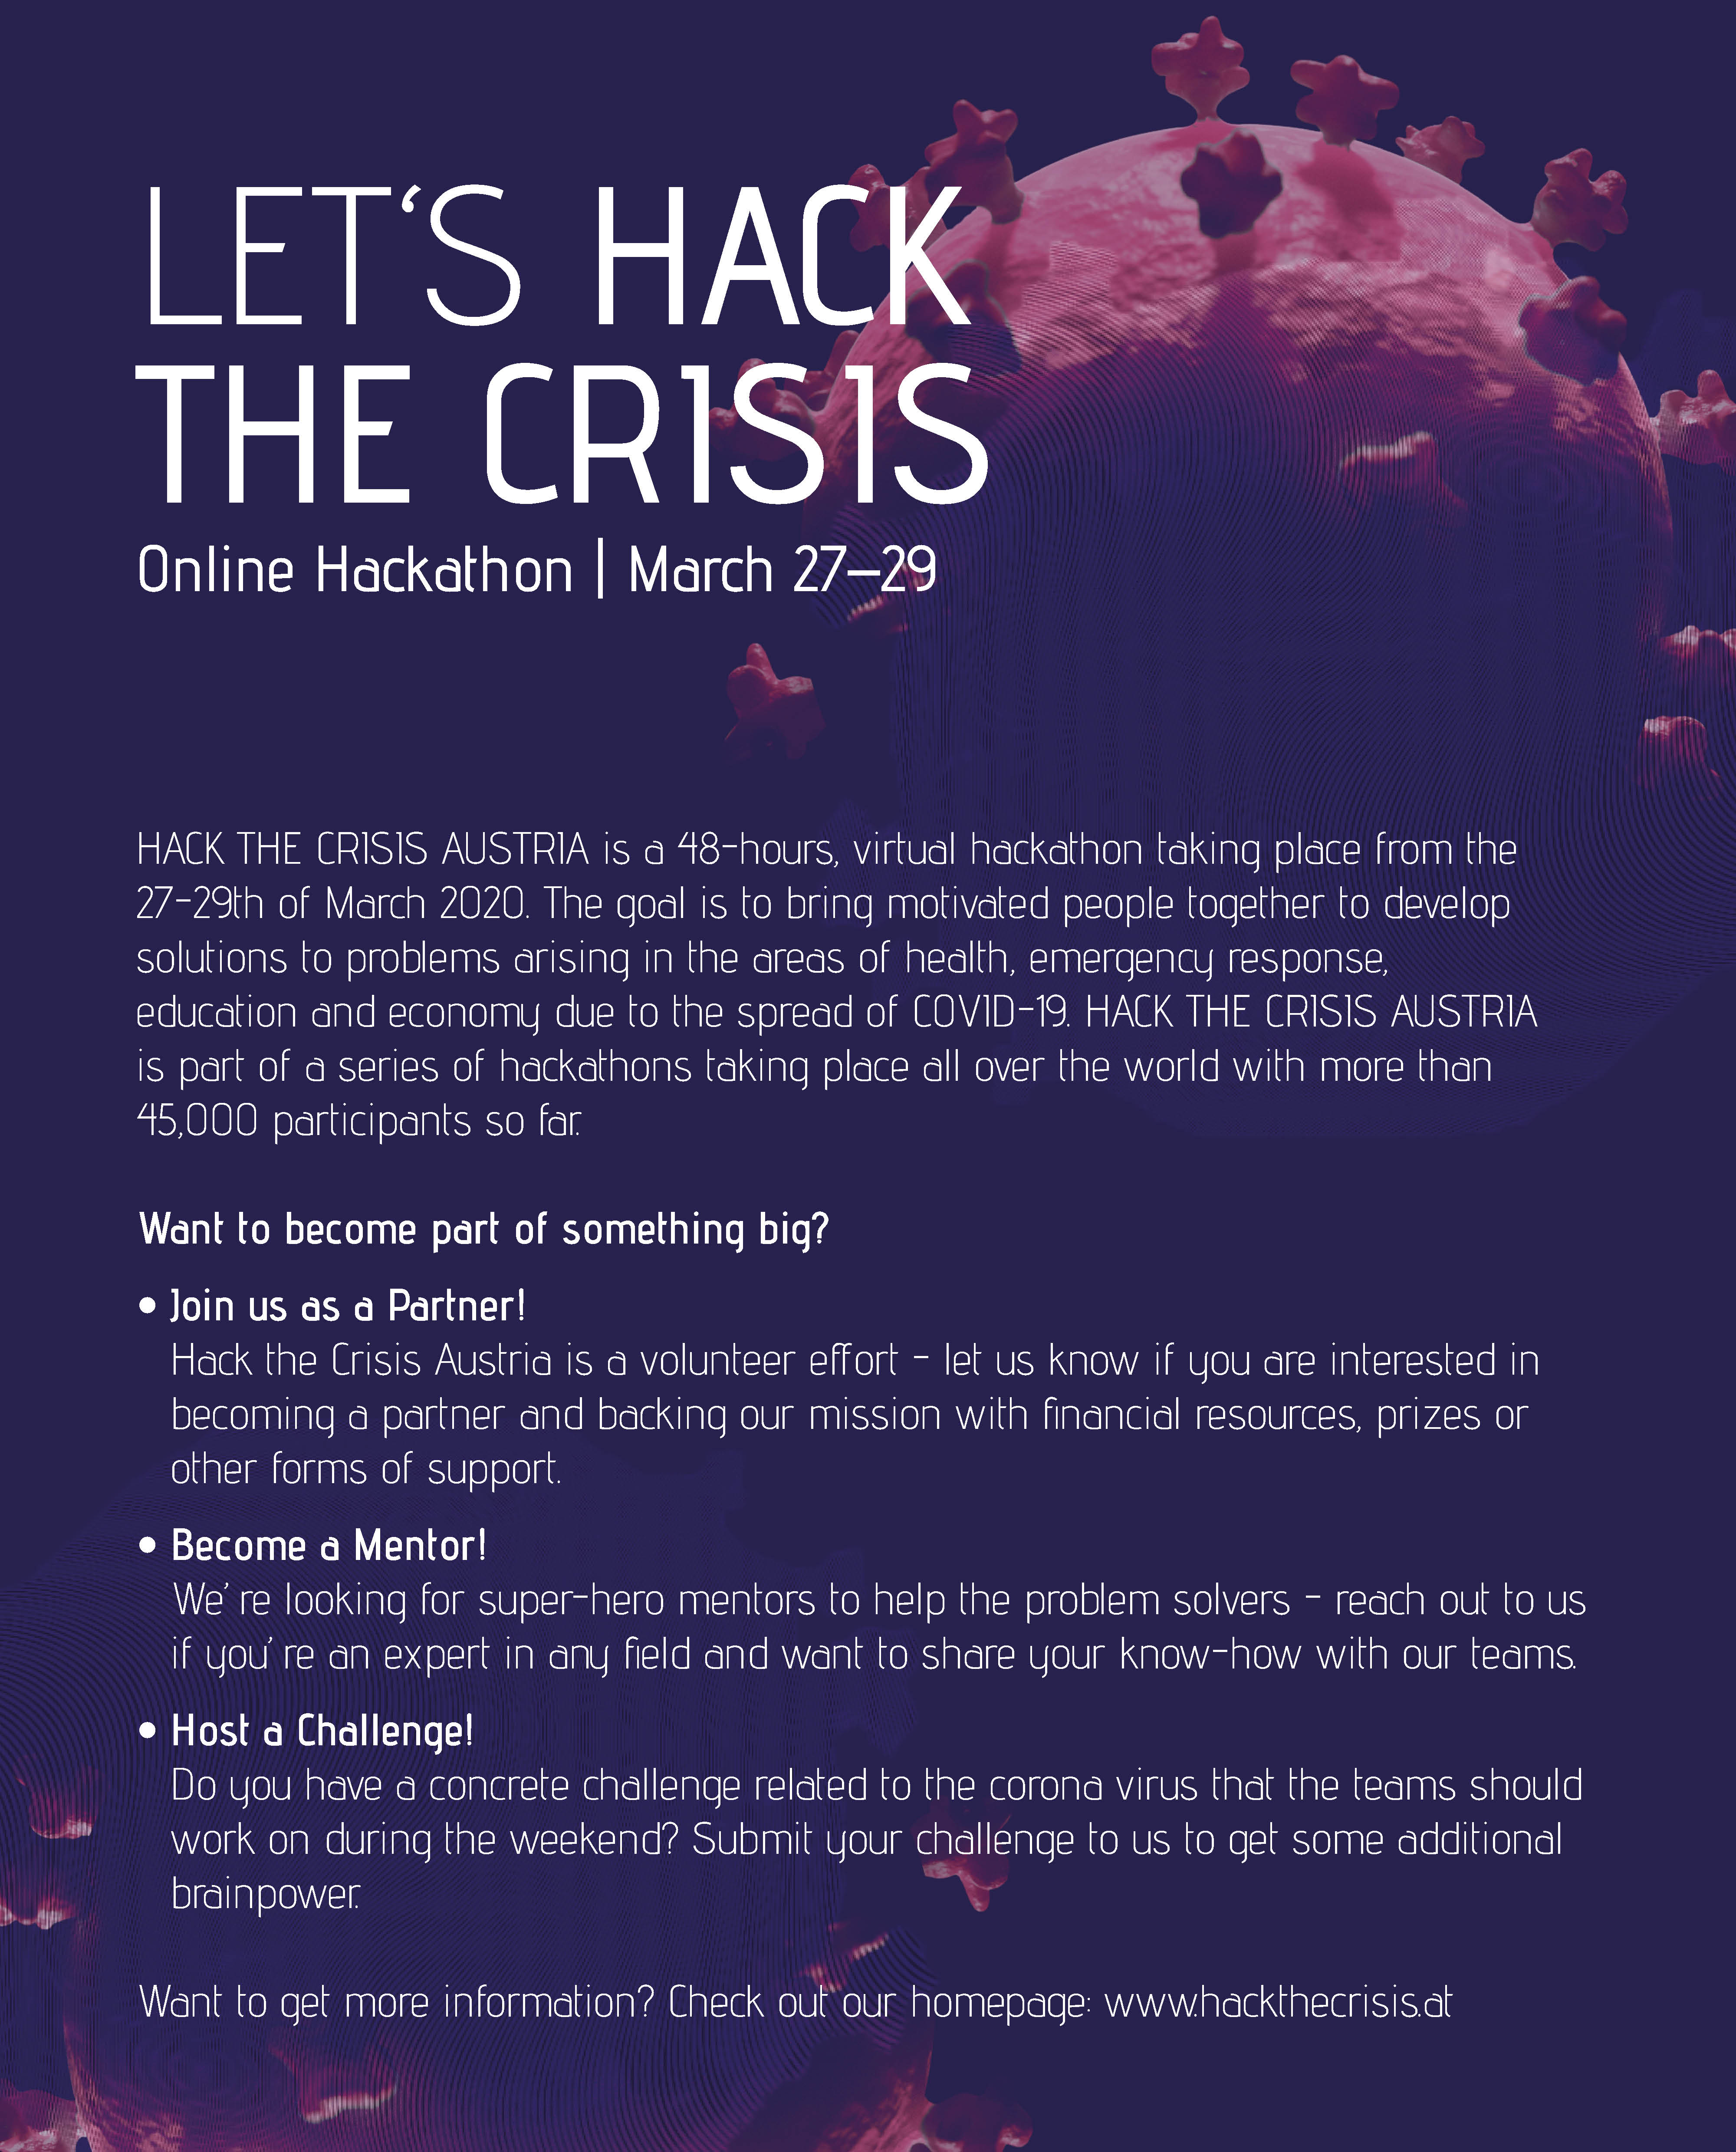 LET‘S HACK
THE CRISIS
Online Hackathon | March 27–29
HACK THE CRISIS AUSTRIA is a 48-hours, virtual hackathon taking place from the
27-29th of March 2020. The goal is to bring motivated people together to develop
solutions to problems arising in the areas of health, emergency response,
education and economy due to the spread of COVID-19. HACK THE CRISIS AUSTRIA
is part of a series of hackathons taking place all over the world with more than
45,000 participants so far.
Want to become part of something big?
• Join us as a Partner!
Hack the Crisis Austria is a volunteer effort - let us know if you are interested in
becoming a partner and backing our mission with financial resources, prizes or
other forms of support.
• Become a Mentor!
We’re looking for super-hero mentors to help the problem solvers - reach out to us
if you’re an expert in any field and want to share your know-how with our teams.
• Host a Challenge!
Do you have a concrete challenge related to the corona virus that the teams should
work on during the weekend? Submit your challenge to us to get some additional
brainpower.
Want to get more information? Check out our homepage: www.hackthecrisis.at